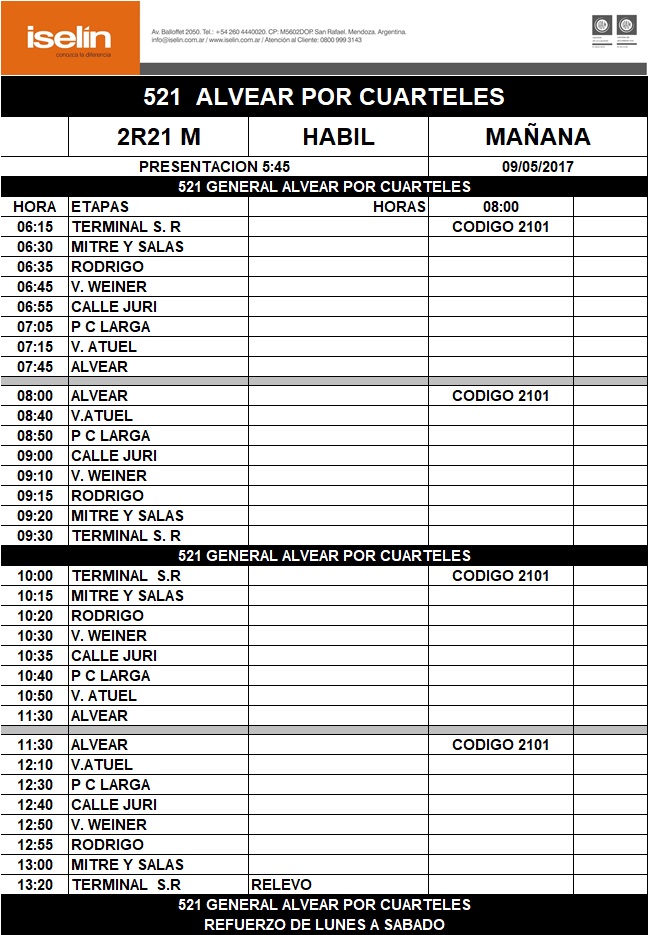 iselín
conozca la diferencia
Av. Balloffet 2050. Tel.: +54 260 4440020. CP: M5602DOP. San Rafael. Mendoza. Argentina.
info@iselin.com.ar / www.iselin.com.ar / Atención al Cliente: 0800 999 3143
521 ALVEAR POR CUARTELES
2R21 M HABIL MAÑANA
PRESENTACION 5:45 09/05/2017
521 GENERAL ALVEAR POR CUARTELES
HORA ETAPAS HORAS 08:00
06:15 TERMINAL S. R CODIGO 2101
06:30 MITRE Y SALAS
06:35 RODRIGO
06:45 V. WEINER
06:55 CALLE JURI
07:05 P C LARGA
07:15 V. ATUEL
07:45 ALVEAR
08:00 ALVEAR CODIGO 2101
08:40 V.ATUEL
08:50 P C LARGA
09:00 CALLE JURI
09:10 V. WEINER
09:15 RODRIGO
09:20 MITRE Y SALAS
09:30 TERMINAL S. R
521 GENERAL ALVEAR POR CUARTELES
10:00 TERMINAL S.R CODIGO 2101
10:15 MITRE Y SALAS
10:20 RODRIGO
10:30 V. WEINER
10:35 CALLE JURI
10:40 P C LARGA
10:50 V. ATUEL
11:30 ALVEAR
11:30 ALVEAR CODIGO 2101
12:10 V.ATUEL
12:30 P C LARGA
12:40 CALLE JURI
12:50 V. WEINER
12:55 RODRIGO
13:00 MITRE Y SALAS
13:20 TERMINAL S.R RELEVO
521 GENERAL ALVEAR POR CUARTELES
REFUERZO DE LUNES A SABADO